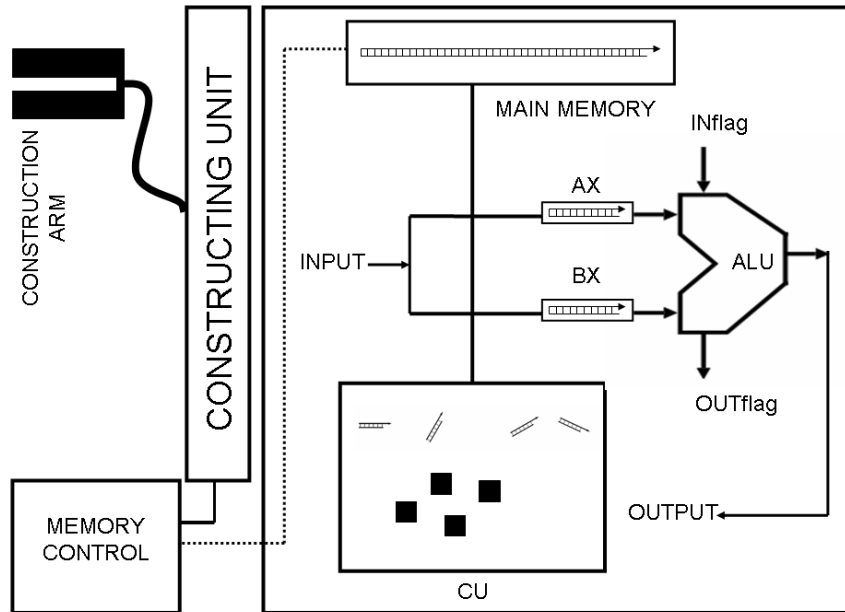 CONSTRUCTION
ARM
CONSTRUCTING UNIT
MAIN MEMORY
INflag
AX
INPUT
BX
ALU
OUTflag
MEMORY
CONTROL
OUTPUT
CU